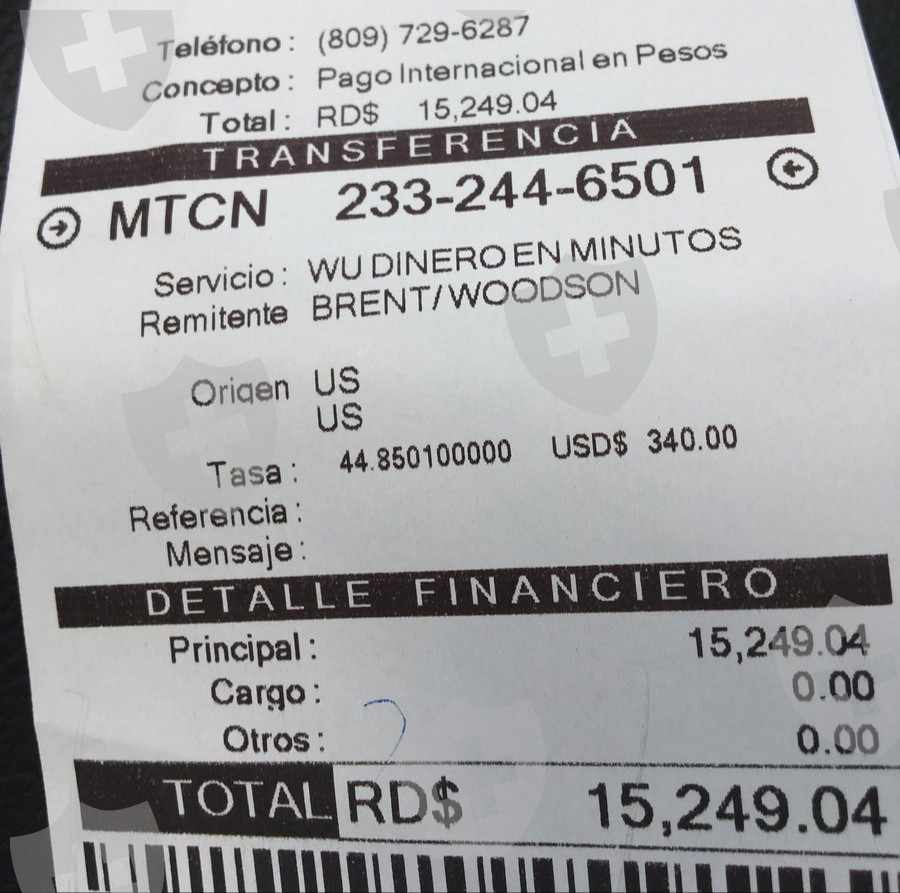 Teléfono: (809) 729-6287
Concepto: Pago Internacional en Pesos
Total: RD$ 15,249.04
TRANSFERENCIA
MTCN 233-244-6501
Servicio: WU DINERO EN MINUTOS
Remitente BRENT/WOODSON
Origen US
US
Tasa: 44.850100000 USD$ 340.00
Referencia:
Mensaje:
DETALLE FINANCIERO
Principal: 15,249.04
Cargo: 0.00
Otros: 0.00
TOTAL RD$ 15,249.04